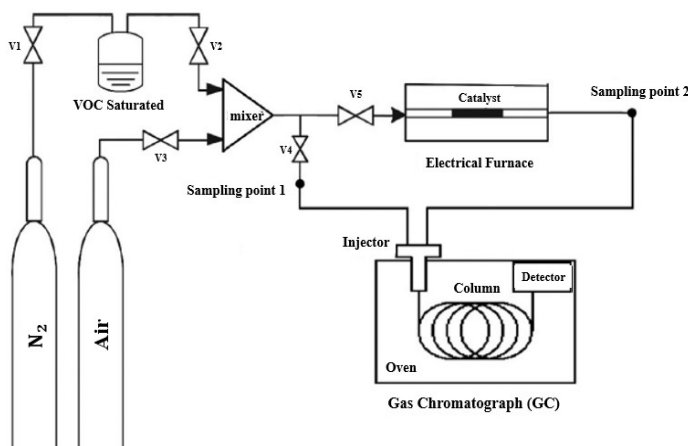 V1
V2
VOC Saturated
mixer
V3
V4
V5
Catalyst
Electrical Furnace
Sampling point 1
Sampling point 2
N₂
Air
Injector
Column
Detector
Oven
Gas Chromatograph (GC)